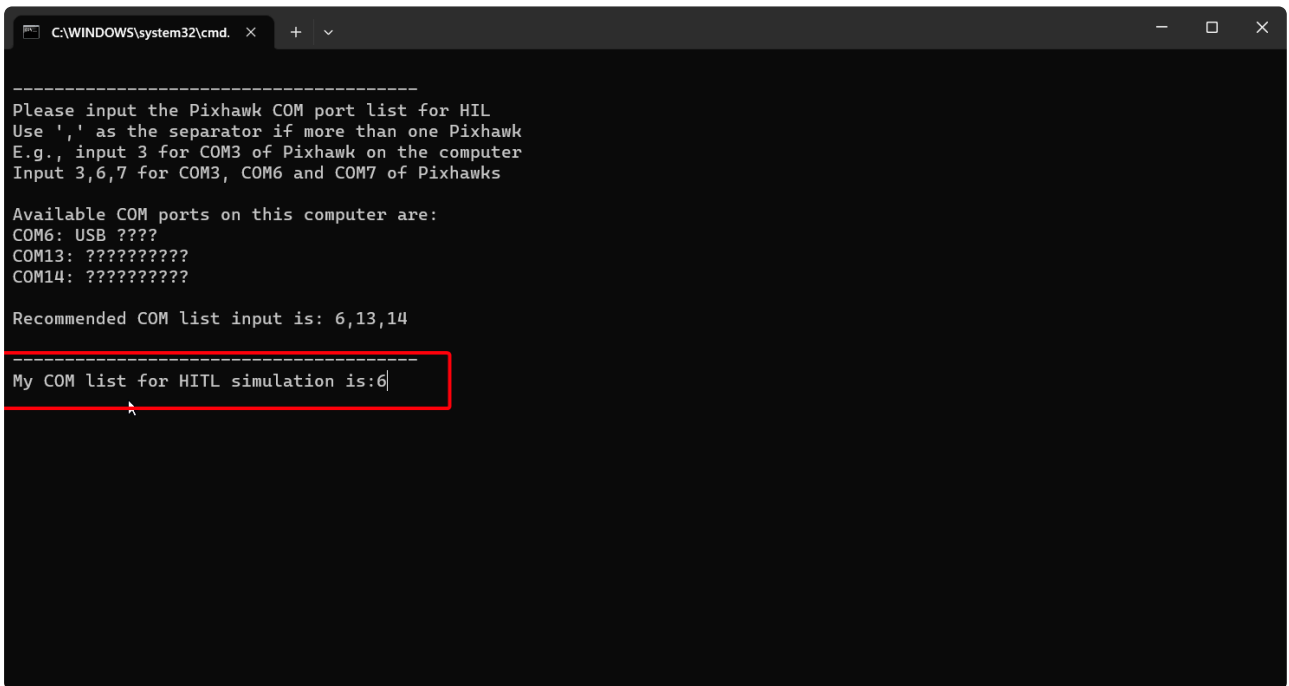 C:\WINDOWS\system32\cmd.
---------------------------------------
Please input the Pixhawk COM port list for HIL
Use ',' as the separator if more than one Pixhawk
E.g., input 3 for COM3 of Pixhawk on the computer
Input 3,6,7 for COM3, COM6 and COM7 of Pixhawks
Available COM ports on this computer are:
COM6: USB ????
COM13: ??????????
COM14: ??????????
Recommended COM list input is: 6,13,14
---------------------------------------
My COM list for HITL simulation is:6